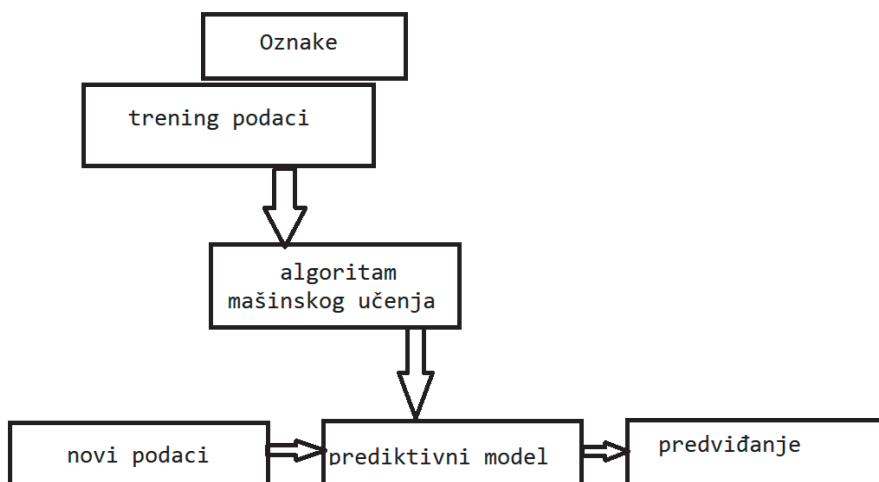 Oznake
trening podaci
algoritam
mašinskog učenja
novi podaci
prediktivni model
predviđanje